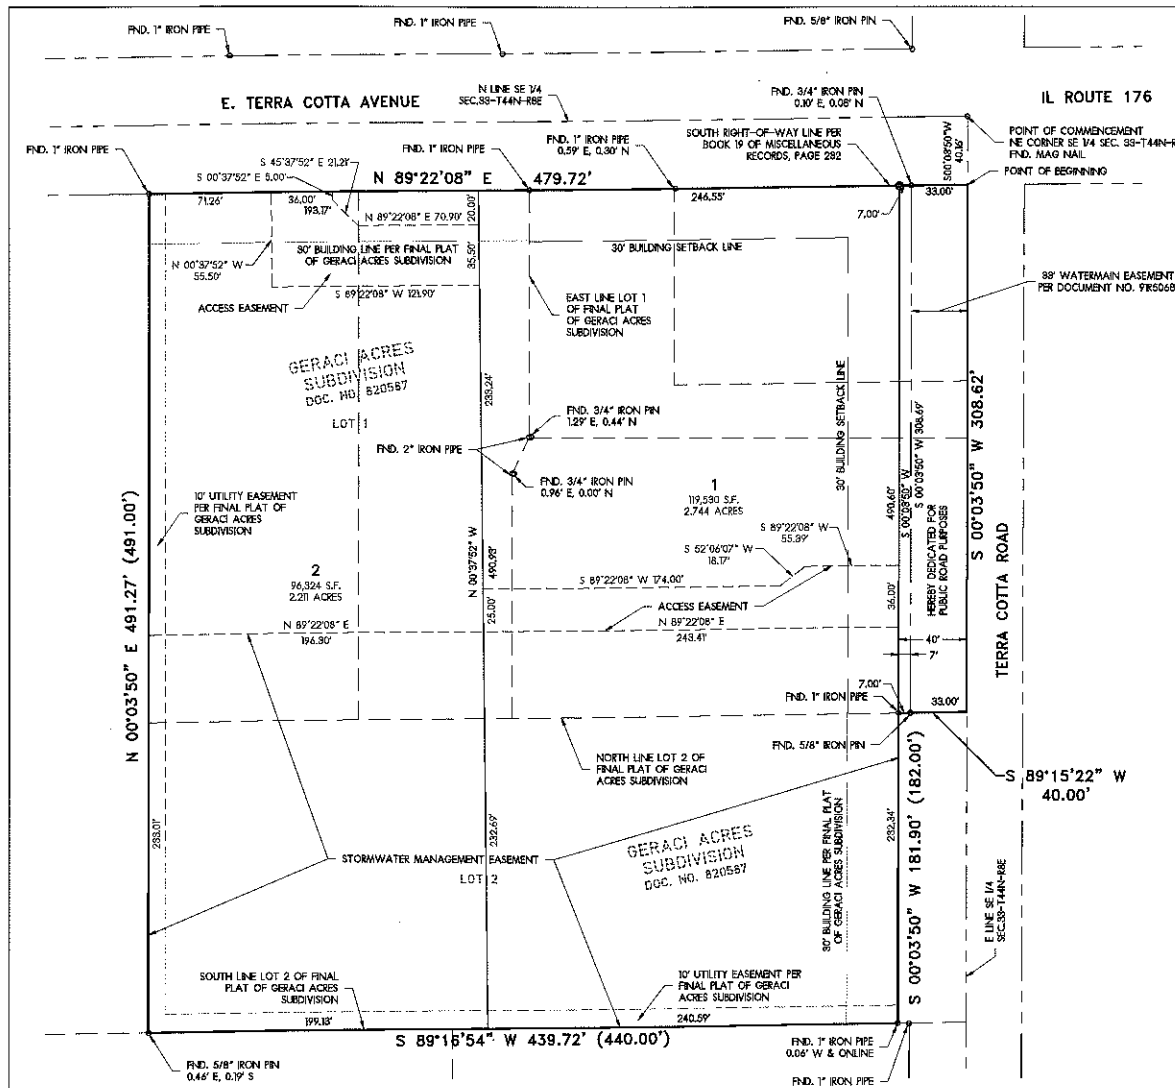 FND. 1" IRON PIPE
FND. 1" IRON PIPE
FND. 5/8" IRON PIN
E. TERRA COTTA AVENUE
N LINE SE 1/4
SEC.33-T44N-R8E
FND. 3/4" IRON PIN
0.10' E, 0.08' N
IL ROUTE 176
FND. 1" IRON PIPE
FND. 1" IRON PIPE
FND. 1" IRON PIPE
0.59' E, 0.30' N
SOUTH RIGHT-OF-WAY LINE PER
BOOK 19 OF MISCELLANEOUS
RECORDS, PAGE 282
S 00°03'50" W
40.16'
POINT OF COMMENCEMENT
NE CORNER SE 1/4 SEC. 33-T44N-R
FND. MAG NAIL
POINT OF BEGINNING
S 45°37'52" E 21.21'
S 00°37'52" E 5.00'
N 89°22'08" E 479.72'
71.26'
36.00'
193.17'
246.55'
33.00'
7.00'
N 89°22'08" E 70.90'
20.00'
35.50'
N 00°37'52" W
55.50'
30' BUILDING LINE PER FINAL PLAT
OF GERACI ACRES SUBDIVISION
30' BUILDING SETBACK LINE
S 89°22'08" W 121.90'
ACCESS EASEMENT
EAST LINE LOT 1
OF FINAL PLAT
OF GERACI ACRES
SUBDIVISION
33' WATERMAIN EASEMENT
PER DOCUMENT NO. 91R5068
GERACI ACRES
SUBDIVISION
DOC. NO. 820587
LOT 1
233.24'
30' BUILDING SETBACK LINE
FND. 3/4" IRON PIN
1.29' E, 0.44' N
FND. 2" IRON PIPE
FND. 3/4" IRON PIN
0.96' E, 0.00' N
1
119,530 S.F.
2.744 ACRES
490.60'
S 00°03'50" W
S 00°03'50" W 308.69'
S 00°03'50" W 308.62'
HEREBY DEDICATED FOR
PUBLIC ROAD PURPOSES
TERRA COTTA ROAD
10' UTILITY EASEMENT
PER FINAL PLAT OF
GERACI ACRES
SUBDIVISION
N 00°03'50" E 491.27' (491.00')
2
96,324 S.F.
2.211 ACRES
N 00°37'52" W
490.93'
25.00'
S 89°22'08" W
55.39'
S 52°06'07" W
18.17'
S 89°22'08" W 174.00'
36.00'
ACCESS EASEMENT
N 89°22'08" E
196.30'
N 89°22'08" E
243.41'
40'
7'
7.00'
FND. 1" IRON PIPE
33.00'
FND. 5/8" IRON PIN
NORTH LINE LOT 2 OF
FINAL PLAT OF GERACI
ACRES SUBDIVISION
S 89°15'22" W
40.00'
233.01'
232.69'
232.34'
30' BUILDING LINE PER FINAL PLAT
OF GERACI ACRES SUBDIVISION
S 00°03'50" W 181.90' (182.00')
GERACI ACRES
SUBDIVISION
DOC. NO. 820587
STORMWATER MANAGEMENT EASEMENT
LOT 2
E LINE SE 1/4
SEC.33-T44N-R8E
SOUTH LINE LOT 2 OF FINAL
PLAT OF GERACI ACRES
SUBDIVISION
10' UTILITY EASEMENT PER
FINAL PLAT OF GERACI
ACRES SUBDIVISION
199.13'
240.59'
S 89°16'54" W 439.72' (440.00')
FND. 5/8" IRON PIN
0.46' E, 0.19' S
FND. 1" IRON PIPE
0.06' W & ONLINE
FND. 1" IRON PIPE